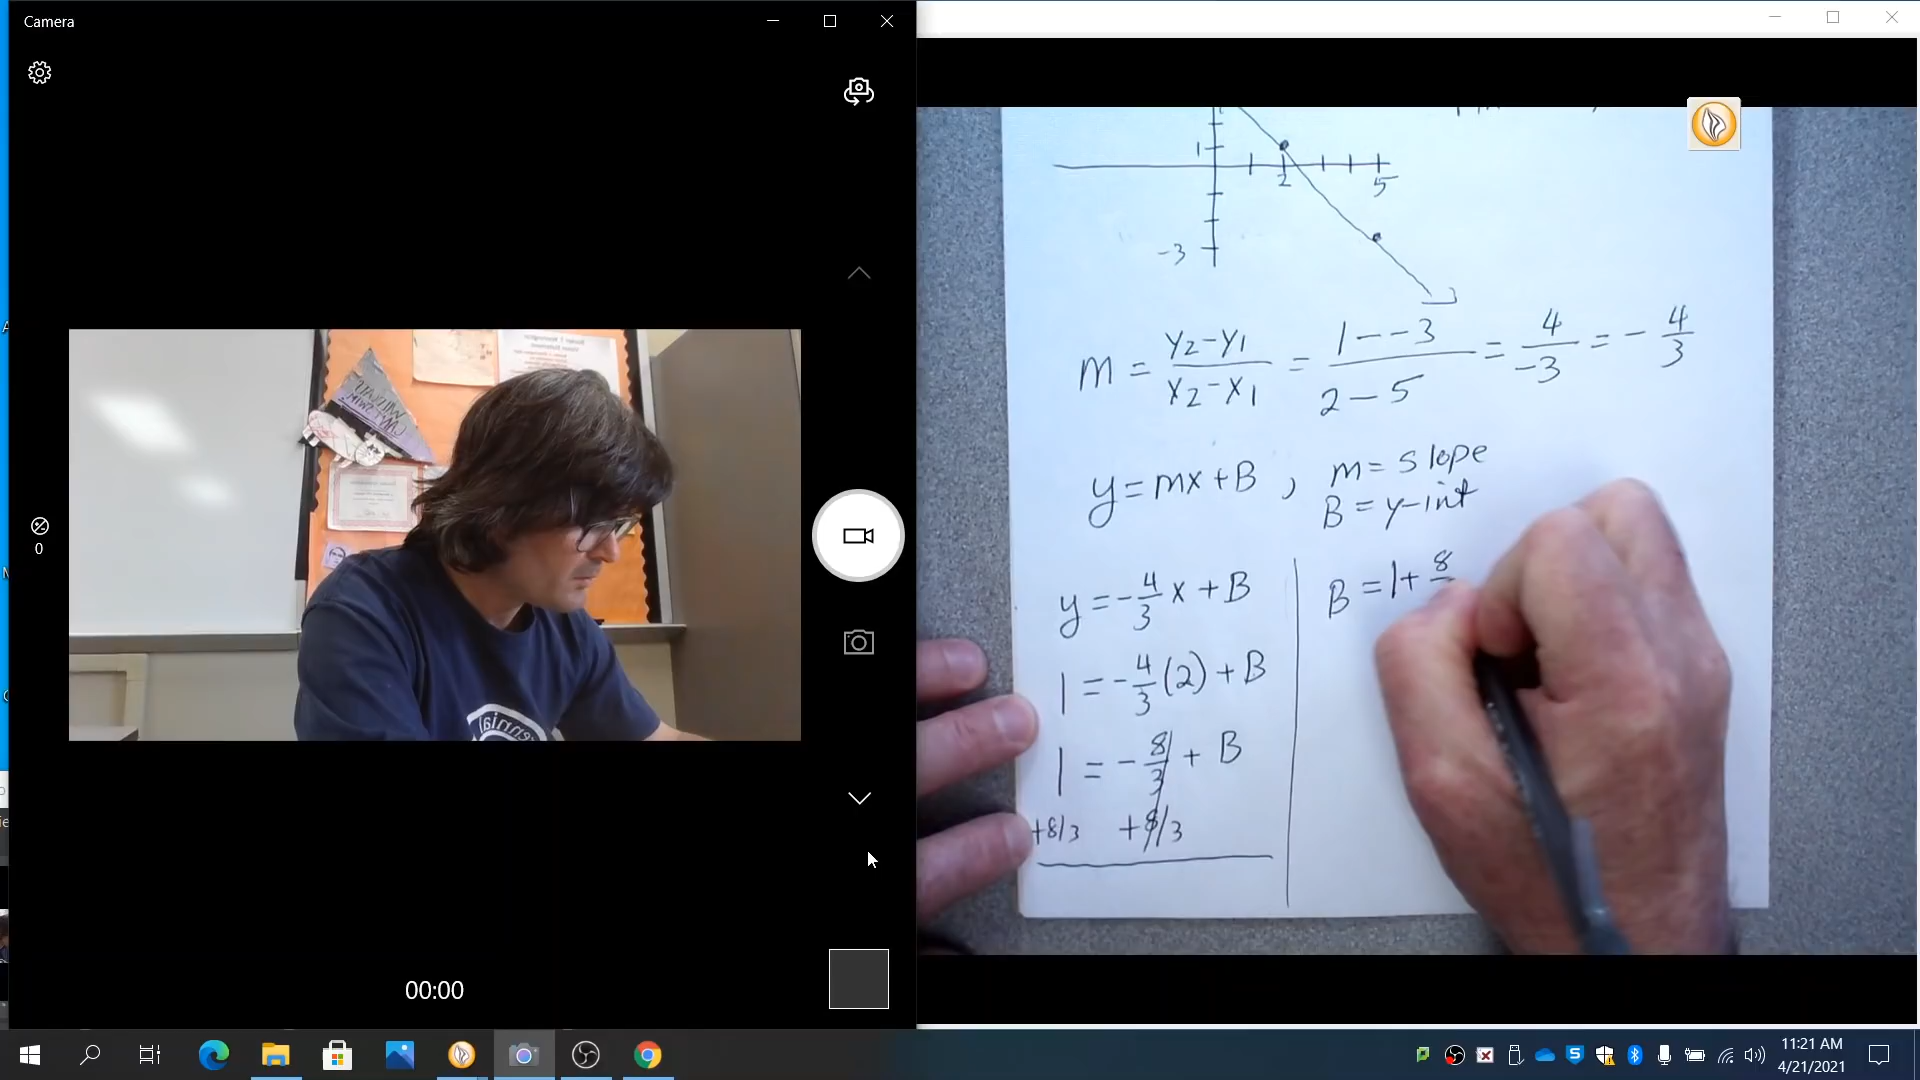 Camera
0
00:00
1
2
5
-3
m = Y2-Y1 / X2-X1 = 1--3 / 2-5 = 4/-3 = -4/3
y = mx + B , m = slope
B = y-int
y = -4/3 x + B
1 = -4/3 (2) + B
1 = -8/3 + B
+8/3 +8/3
B = 1 + 8
11:21 AM
4/21/2021